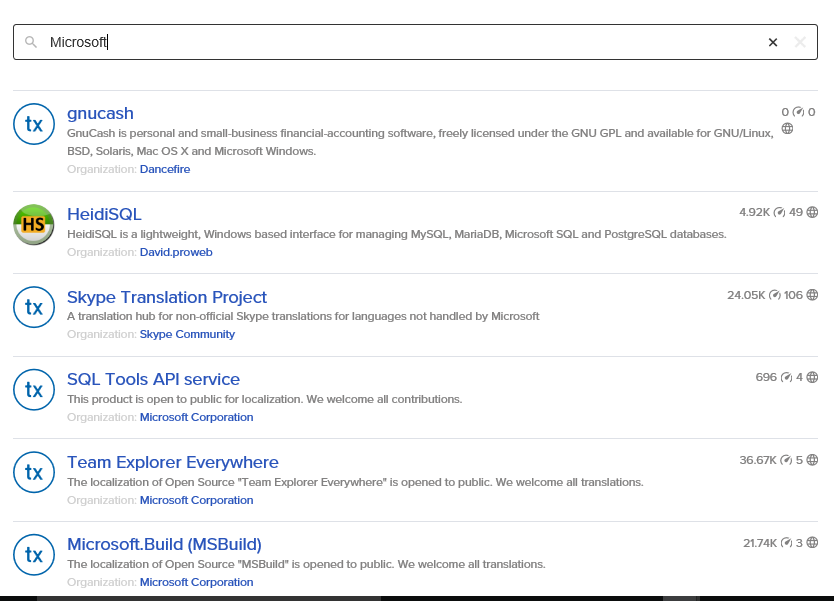 Microsoft
tx
gnucash
0 0
GnuCash is personal and small-business financial-accounting software, freely licensed under the GNU GPL and available for GNU/Linux,
BSD, Solaris, Mac OS X and Microsoft Windows.
Organization: Dancefire
HS
HeidiSQL
4.92K 49
HeidiSQL is a lightweight, Windows based interface for managing MySQL, MariaDB, Microsoft SQL and PostgreSQL databases.
Organization: David.proweb
tx
Skype Translation Project
24.05K 106
A translation hub for non-official Skype translations for languages not handled by Microsoft
Organization: Skype Community
tx
SQL Tools API service
696 4
This product is open to public for localization. We welcome all contributions.
Organization: Microsoft Corporation
tx
Team Explorer Everywhere
36.67K 5
The localization of Open Source "Team Explorer Everywhere" is opened to public. We welcome all translations.
Organization: Microsoft Corporation
tx
Microsoft.Build (MSBuild)
21.74K 3
The localization of Open Source "MSBuild" is opened to public. We welcome all translations.
Organization: Microsoft Corporation